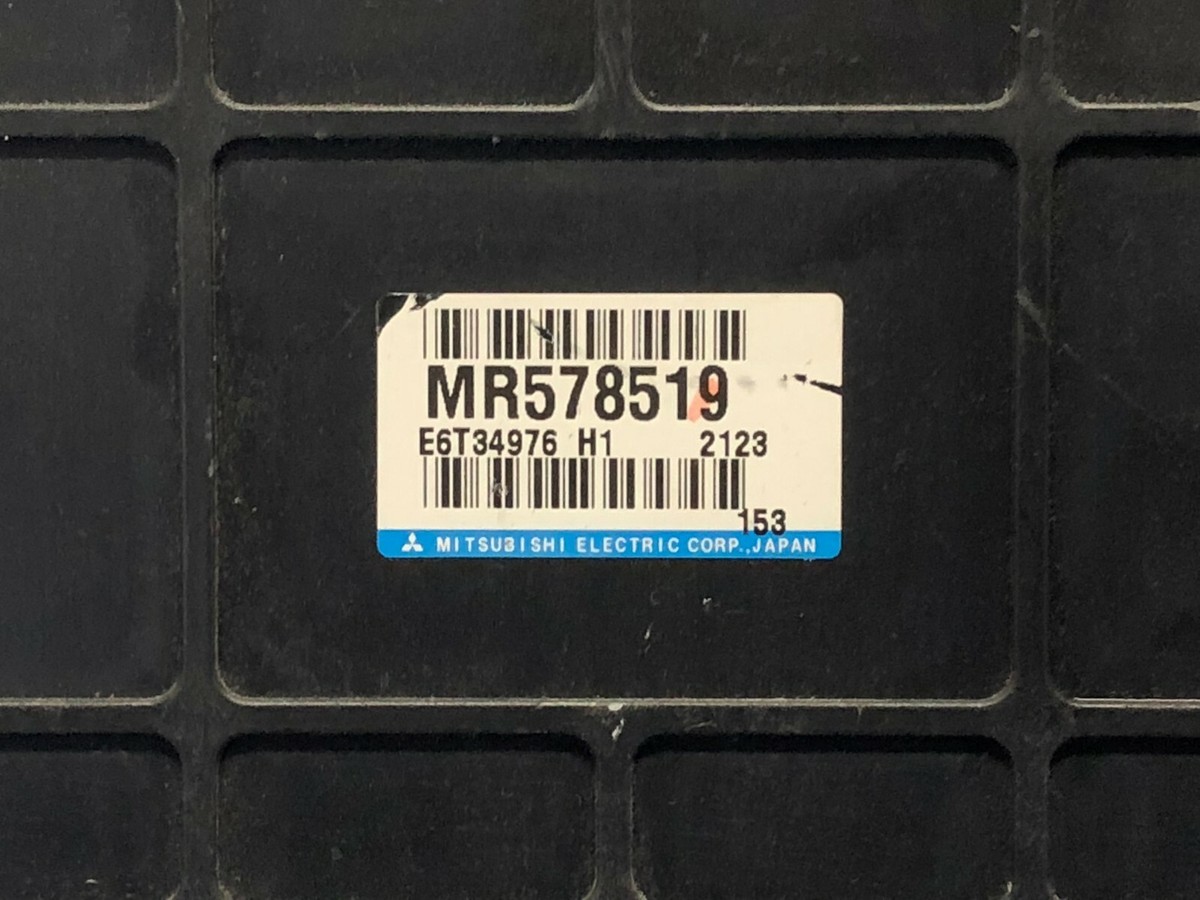 MR578519
E6T34976 H1 2123
153
MITSUBISHI ELECTRIC CORP.,JAPAN